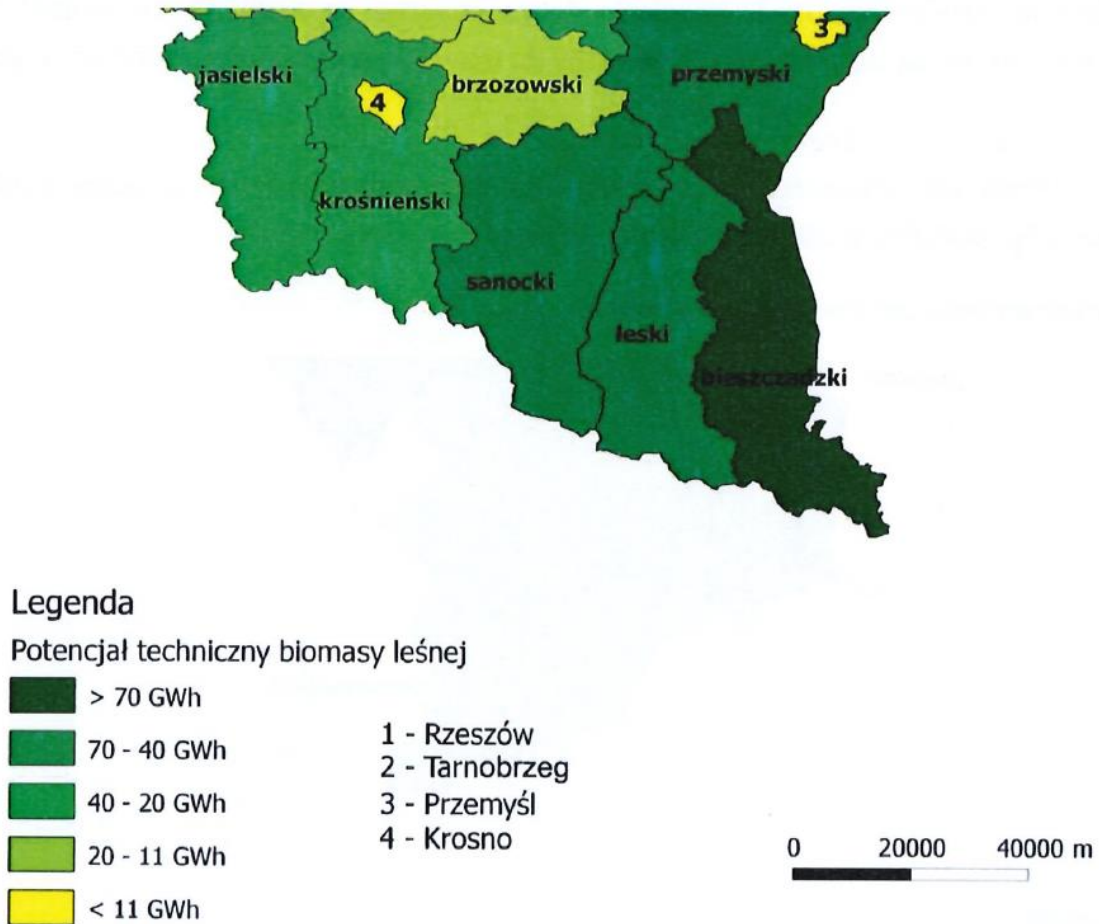 3
jasielski
przemyski
brzozowski
4
krośnieński
sanocki
leski
bieszczadzki
Legenda
Potencjał techniczny biomasy leśnej
> 70 GWh
70 - 40 GWh
40 - 20 GWh
20 - 11 GWh
< 11 GWh
1 - Rzeszów
2 - Tarnobrzeg
3 - Przemyśl
4 - Krosno
0 20000 40000 m